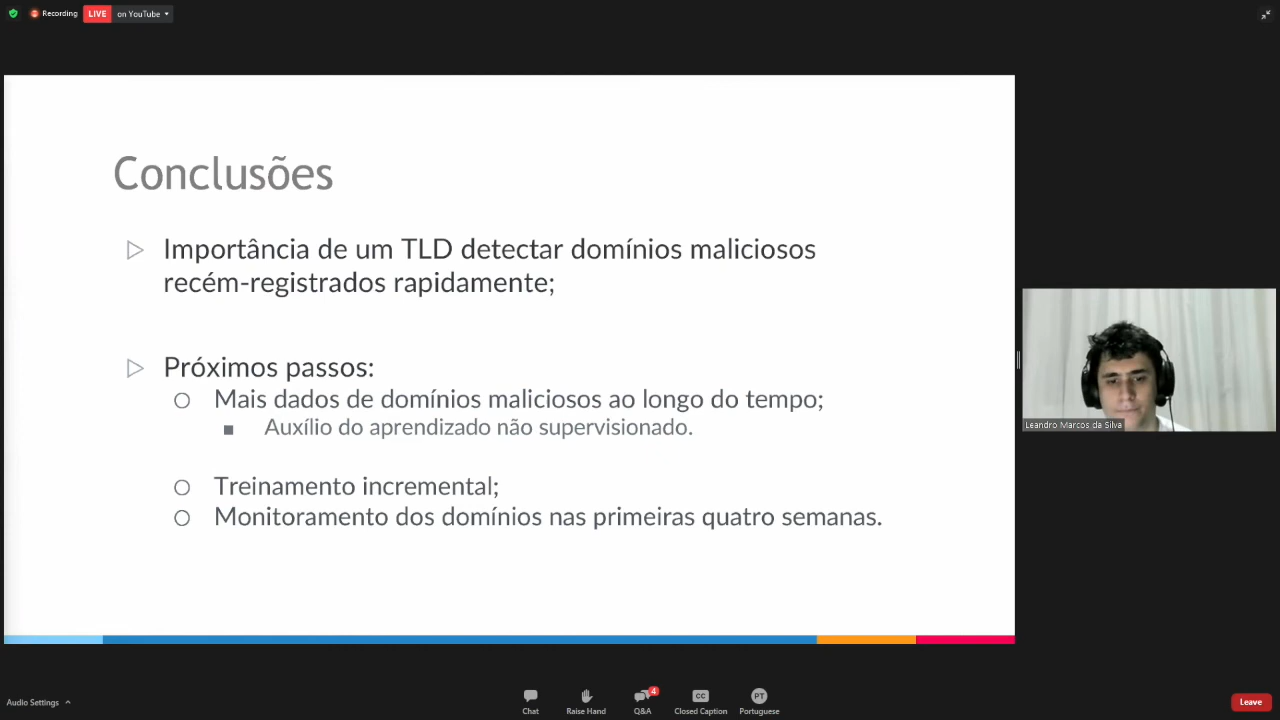 Recording
LIVE on YouTube
Conclusões
Importância de um TLD detectar domínios maliciosos
recém-registrados rapidamente;
Próximos passos:
Mais dados de domínios maliciosos ao longo do tempo;
Auxílio do aprendizado não supervisionado.
Treinamento incremental;
Monitoramento dos domínios nas primeiras quatro semanas.
Leandro Marcos da Silva
Audio Settings
Chat
Raise Hand
4
Q&A
CC
Closed Caption
PT
Portuguese
Leave